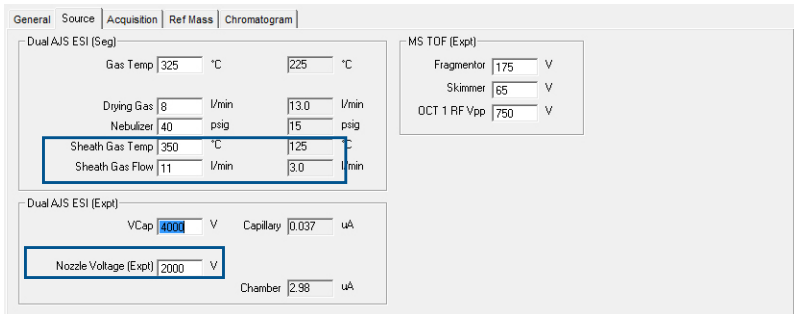 General Source Acquisition Ref Mass Chromatogram
Dual AJS ESI (Seg)
Gas Temp 325 °C 225 °C
Drying Gas 8 l/min 13.0 l/min
Nebulizer 40 psig 15 psig
Sheath Gas Temp 350 °C 125 °C
Sheath Gas Flow 11 l/min 3.0 l/min
MS TOF (Expt)
Fragmentor 175 V
Skimmer 65 V
OCT 1 RF Vpp 750 V
Dual AJS ESI (Expt)
VCap 4000 V Capillary 0.037 uA
Nozzle Voltage (Expt) 2000 V
Chamber 2.98 uA